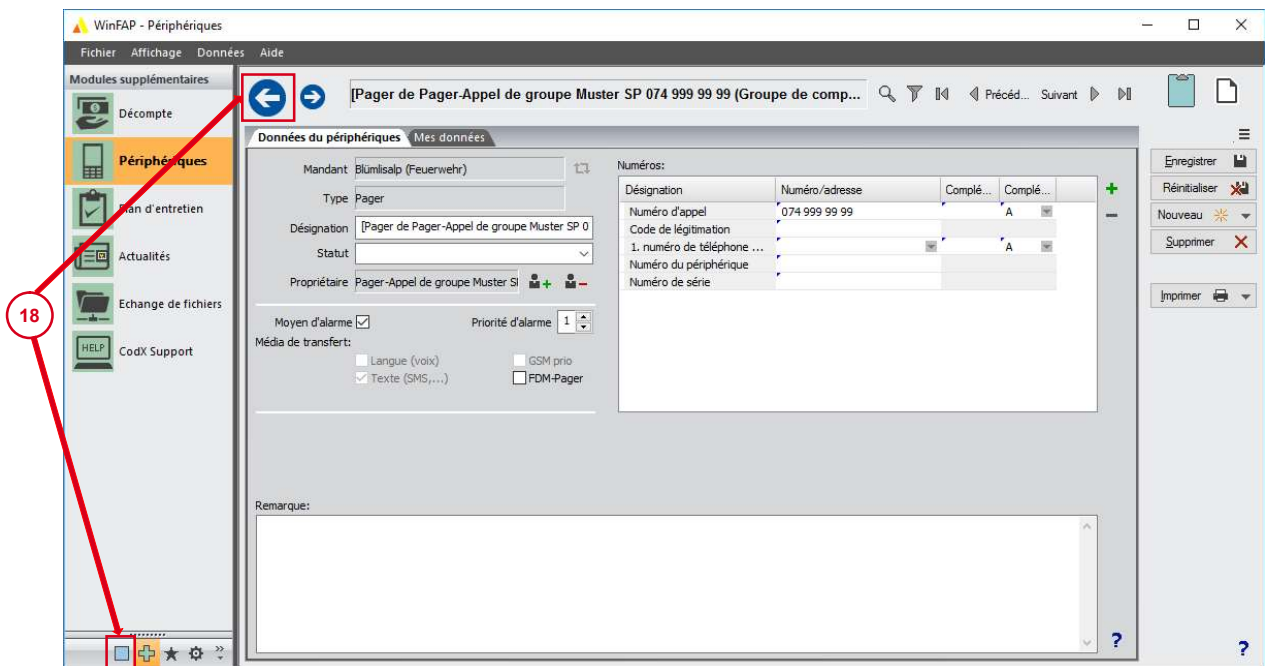 WinFAP - Périphériques
Fichier Affichage Données Aide
Modules supplémentaires
Décompte
Périphériques
Plan d'entretien
Actualités
Echange de fichiers
HELP
CodX Support
18
[Pager de Pager-Appel de groupe Muster SP 074 999 99 99 (Groupe de comp...
Précéd... Suivant
Données du périphériques Mes données
Mandant Blümlisalp (Feuerwehr)
Type Pager
Désignation [Pager de Pager-Appel de groupe Muster SP 0
Statut
Propriétaire Pager-Appel de groupe Muster SI
Moyen d'alarme Priorité d'alarme 1
Média de transfert:
Langue (voix) GSM prio
Texte (SMS,...) FDM-Pager
Numéros:
Désignation Numéro/adresse Complé... Complé...
Numéro d'appel 074 999 99 99 A
Code de légitimation
1. numéro de téléphone ... A
Numéro du périphérique
Numéro de série
Remarque:
?
Enregistrer
Réinitialiser
Nouveau
Supprimer
Imprimer
?